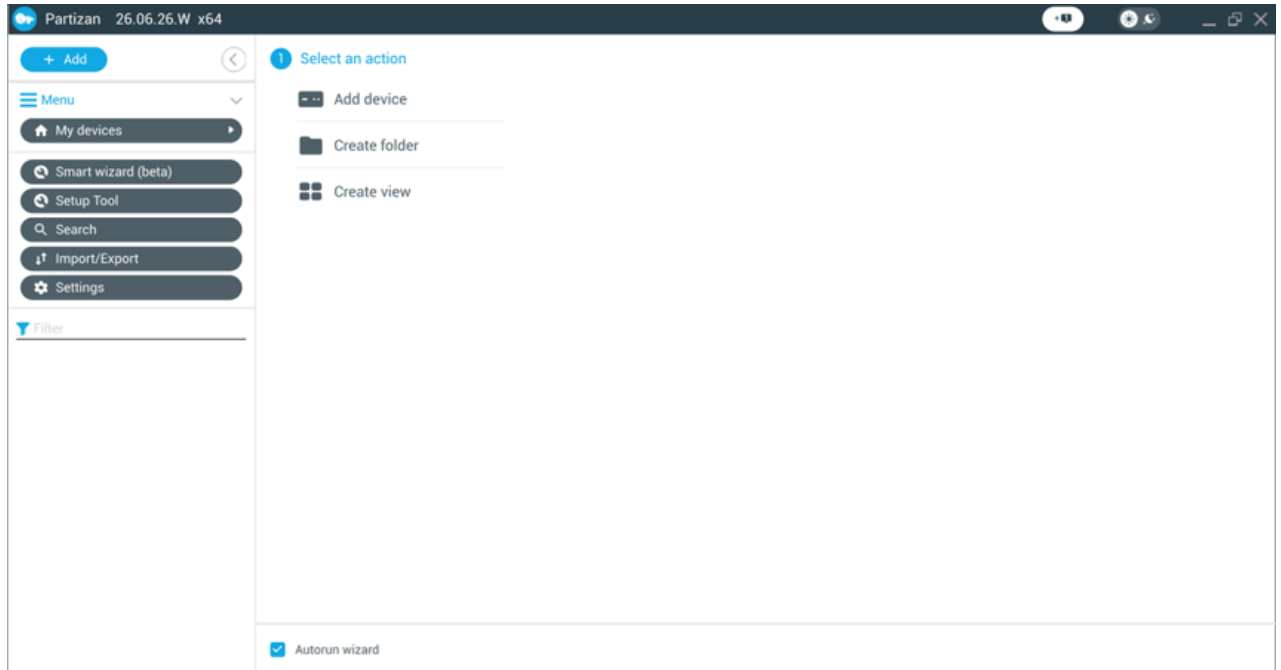 Partizan 26.06.26.W x64
+ Add
Menu
My devices
Smart wizard (beta)
Setup Tool
Search
Import/Export
Settings
Filter
1 Select an action
Add device
Create folder
Create view
Autorun wizard